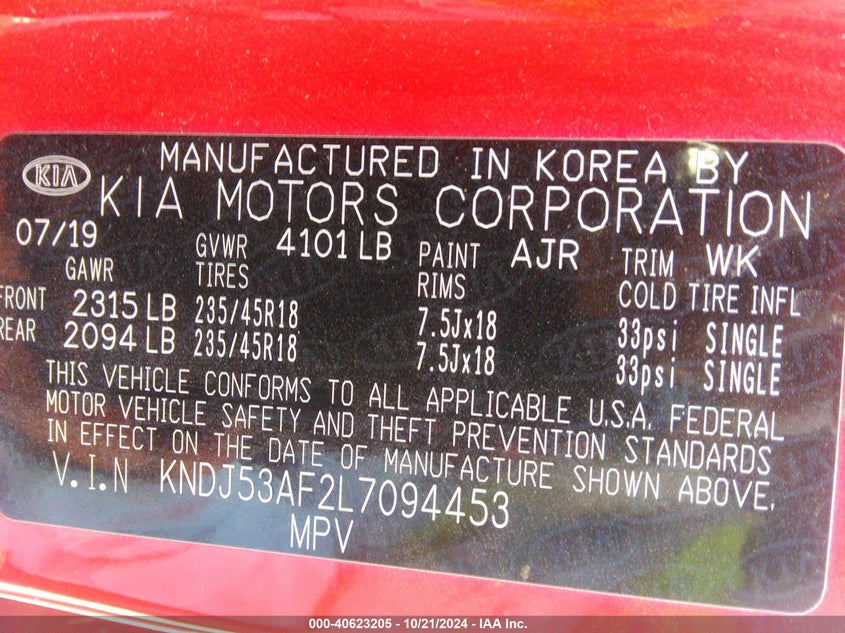 MANUFACTURED IN KOREA BY
KIA KIA MOTORS CORPORATION
07/19 GVWR 4101 LB PAINT AJR TRIM WK
GAWR TIRES RIMS COLD TIRE INFL
FRONT 2315 LB 235/45R18 7.5Jx18 33psi SINGLE
REAR 2094 LB 235/45R18 7.5Jx18 33psi SINGLE
THIS VEHICLE CONFORMS TO ALL APPLICABLE U.S.A. FEDERAL
MOTOR VEHICLE SAFETY AND THEFT PREVENTION STANDARDS
IN EFFECT ON THE DATE OF MANUFACTURE SHOWN ABOVE.
V.I.N KNDJ53AF2L7094453
MPV
000-40623205 - 10/21/2024 - IAA Inc.